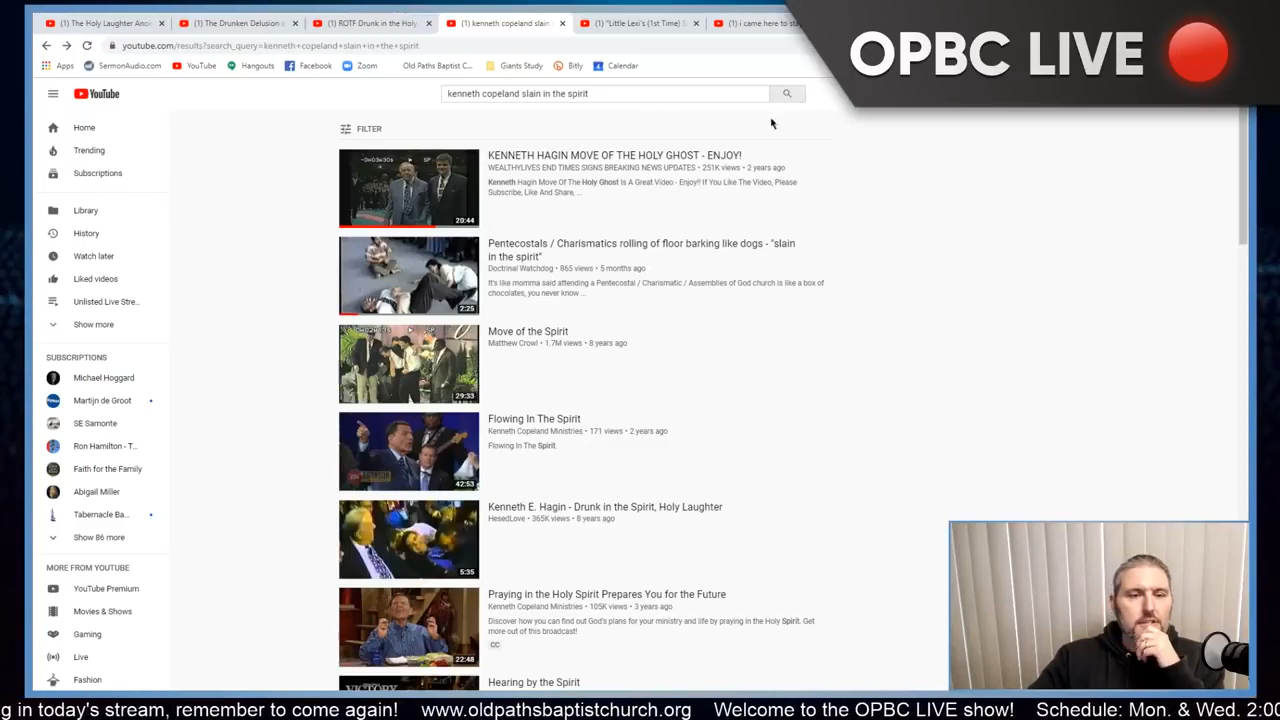 (1) The Holy Laughter Anoi
(1) The Drunken Delusion o
(1) ROTF Drunk in the Holy
(1) kenneth copeland slain
(1) "Little Lexi's (1st Time) S
(1) i came here to sta
OPBC LIVE
youtube.com/results?search_query=kenneth+copeland+slain+in+the+spirit
Apps
SermonAudio.com
YouTube
Hangouts
Facebook
Zoom
Old Paths Baptist C...
Giants Study
Bitly
Calendar
YouTube
kenneth copeland slain in the spirit
Home
Trending
Subscriptions
Library
History
Watch later
Liked videos
Unlisted Live Stre...
Show more
SUBSCRIPTIONS
Michael Hoggard
Martijn de Groot
SE Samonte
Ron Hamilton - T...
Faith for the Family
Abigail Miller
Tabernacle Ba...
Show 86 more
MORE FROM YOUTUBE
YouTube Premium
Movies & Shows
Gaming
Live
Fashion
FILTER
20:44
KENNETH HAGIN MOVE OF THE HOLY GHOST - ENJOY!
WEALTHYLIVES END TIMES SIGNS BREAKING NEWS UPDATES • 251K views • 2 years ago
Kenneth Hagin Move Of The Holy Ghost Is A Great Video - Enjoy!! If You Like The Video, Please
Subscribe, Like And Share, ...
2:25
Pentecostals / Charismatics rolling of floor barking like dogs - "slain
in the spirit"
Doctrinal Watchdog • 865 views • 5 months ago
It's like momma said attending a Pentecostal / Charismatic / Assemblies of God church is like a box of
chocolates, you never know ...
29:33
Move of the Spirit
Matthew Crowl • 1.7M views • 8 years ago
42:53
Flowing In The Spirit
Kenneth Copeland Ministries • 171 views • 2 years ago
Flowing In The Spirit.
5:35
Kenneth E. Hagin - Drunk in the Spirit, Holy Laughter
HesedLove • 365K views • 8 years ago
22:48
Praying in the Holy Spirit Prepares You for the Future
Kenneth Copeland Ministries • 105K views • 3 years ago
Discover how you can find out God's plans for your ministry and life by praying in the Holy Spirit. Get
more out of this broadcast!
CC
VICTORY
Hearing by the Spirit
g in today's stream, remember to come again! www.oldpathsbaptistchurch.org Welcome to the OPBC LIVE show! Schedule: Mon. & Wed. 2:00